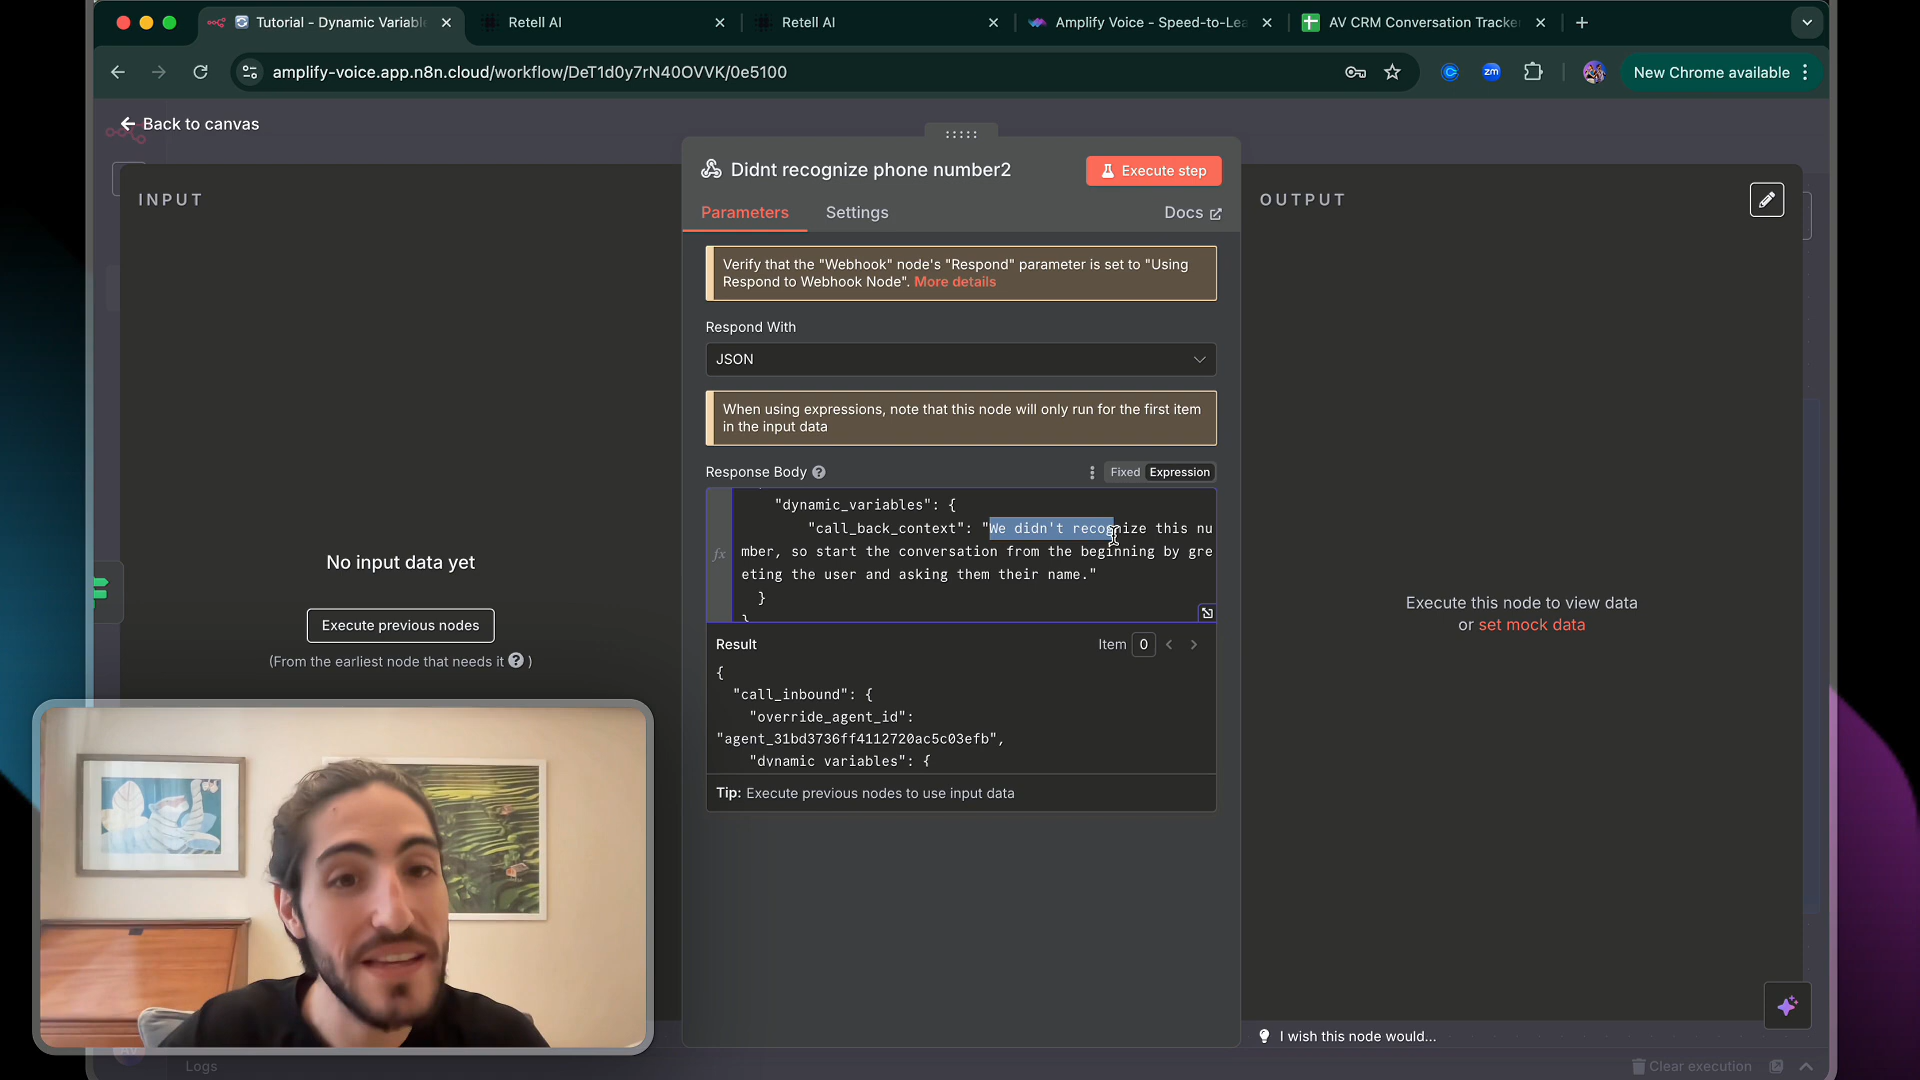 Tutorial - Dynamic Variabl
Retell AI
Retell AI
Amplify Voice - Speed-to-Lea
AV CRM Conversation Tracke
amplify-voice.app.n8n.cloud/workflow/DeT1d0y7rN40OVVK/0e5100
zm
New Chrome available
Back to canvas
INPUT
No input data yet
Execute previous nodes
(From the earliest node that needs it ? )
Didnt recognize phone number2
Execute step
Parameters
Settings
Docs
Verify that the "Webhook" node's "Respond" parameter is set to "Using
Respond to Webhook Node". More details
Respond With
JSON
When using expressions, note that this node will only run for the first item
in the input data
Response Body ?
Fixed
Expression
fx
"dynamic_variables": {
"call_back_context": "We didn't recognize this nu
mber, so start the conversation from the beginning by gre
eting the user and asking them their name."
}
}
Result
Item 0
{
"call_inbound": {
"override_agent_id":
"agent_31bd3736ff4112720ac5c03efb",
"dynamic_variables": {
Tip: Execute previous nodes to use input data
OUTPUT
Execute this node to view data
or set mock data
I wish this node would...
Logs
Clear execution